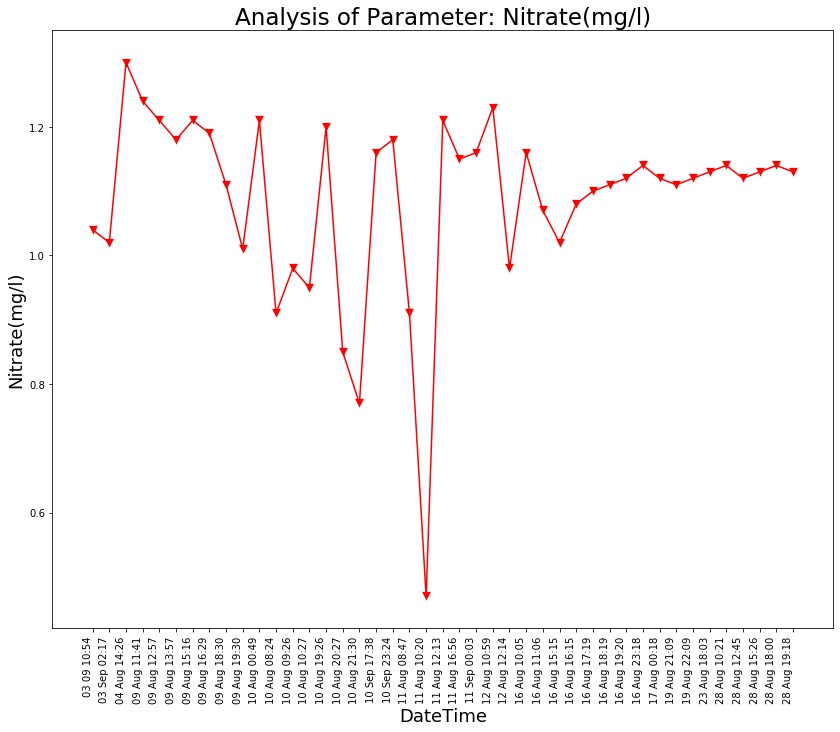 Analysis of Parameter: Nitrate(mg/l)
Nitrate(mg/l)
1.2
1.0
0.8
0.6
03 09 10:54
03 Sep 02:17
04 Aug 14:26
09 Aug 11:41
09 Aug 12:57
09 Aug 13:57
09 Aug 15:16
09 Aug 16:29
09 Aug 18:30
09 Aug 19:30
10 Aug 00:49
10 Aug 08:24
10 Aug 09:26
10 Aug 10:27
10 Aug 19:26
10 Aug 20:27
10 Aug 21:30
10 Sep 17:38
10 Sep 23:24
11 Aug 08:47
11 Aug 10:20
11 Aug 12:13
11 Aug 16:56
11 Sep 00:03
12 Aug 10:59
12 Aug 12:14
16 Aug 10:05
16 Aug 11:06
16 Aug 15:15
16 Aug 16:15
16 Aug 17:19
16 Aug 18:19
16 Aug 19:20
16 Aug 23:18
17 Aug 00:18
19 Aug 21:09
19 Aug 22:09
23 Aug 18:03
28 Aug 10:21
28 Aug 12:45
28 Aug 15:26
28 Aug 18:00
28 Aug 19:18
DateTime